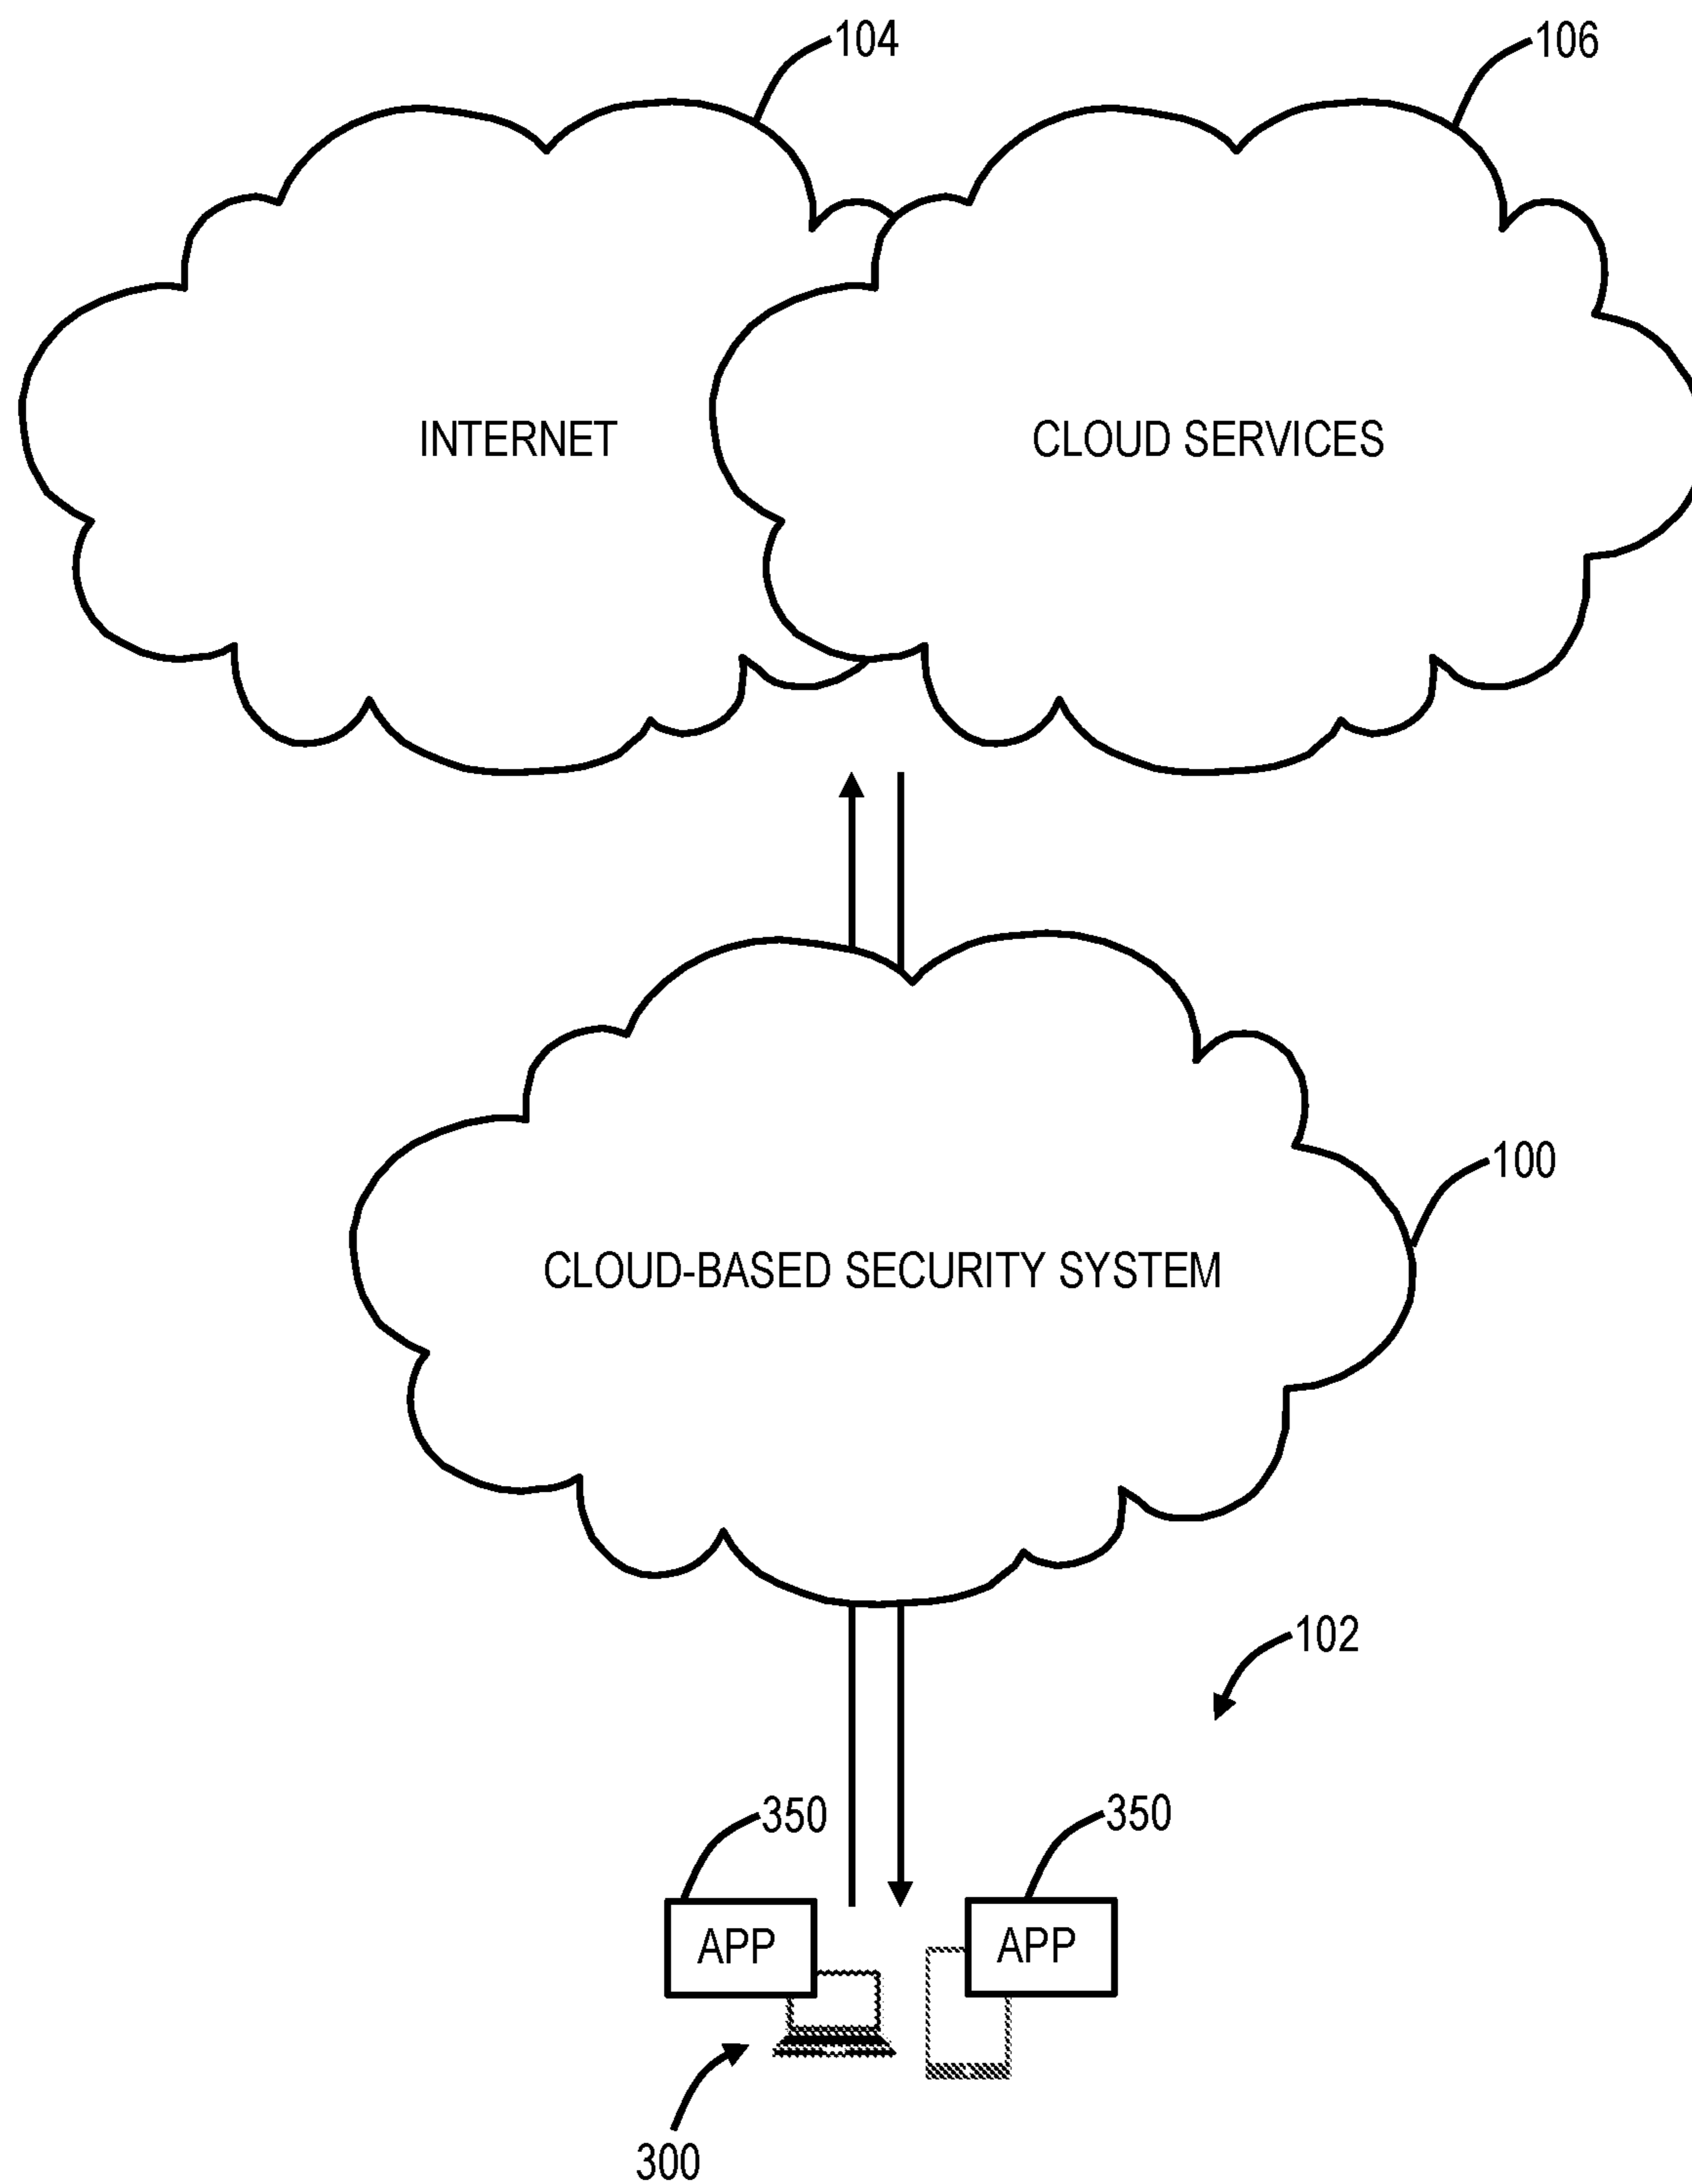 104
106
INTERNET
CLOUD SERVICES
100
CLOUD-BASED SECURITY SYSTEM
102
350
350
APP
APP
300